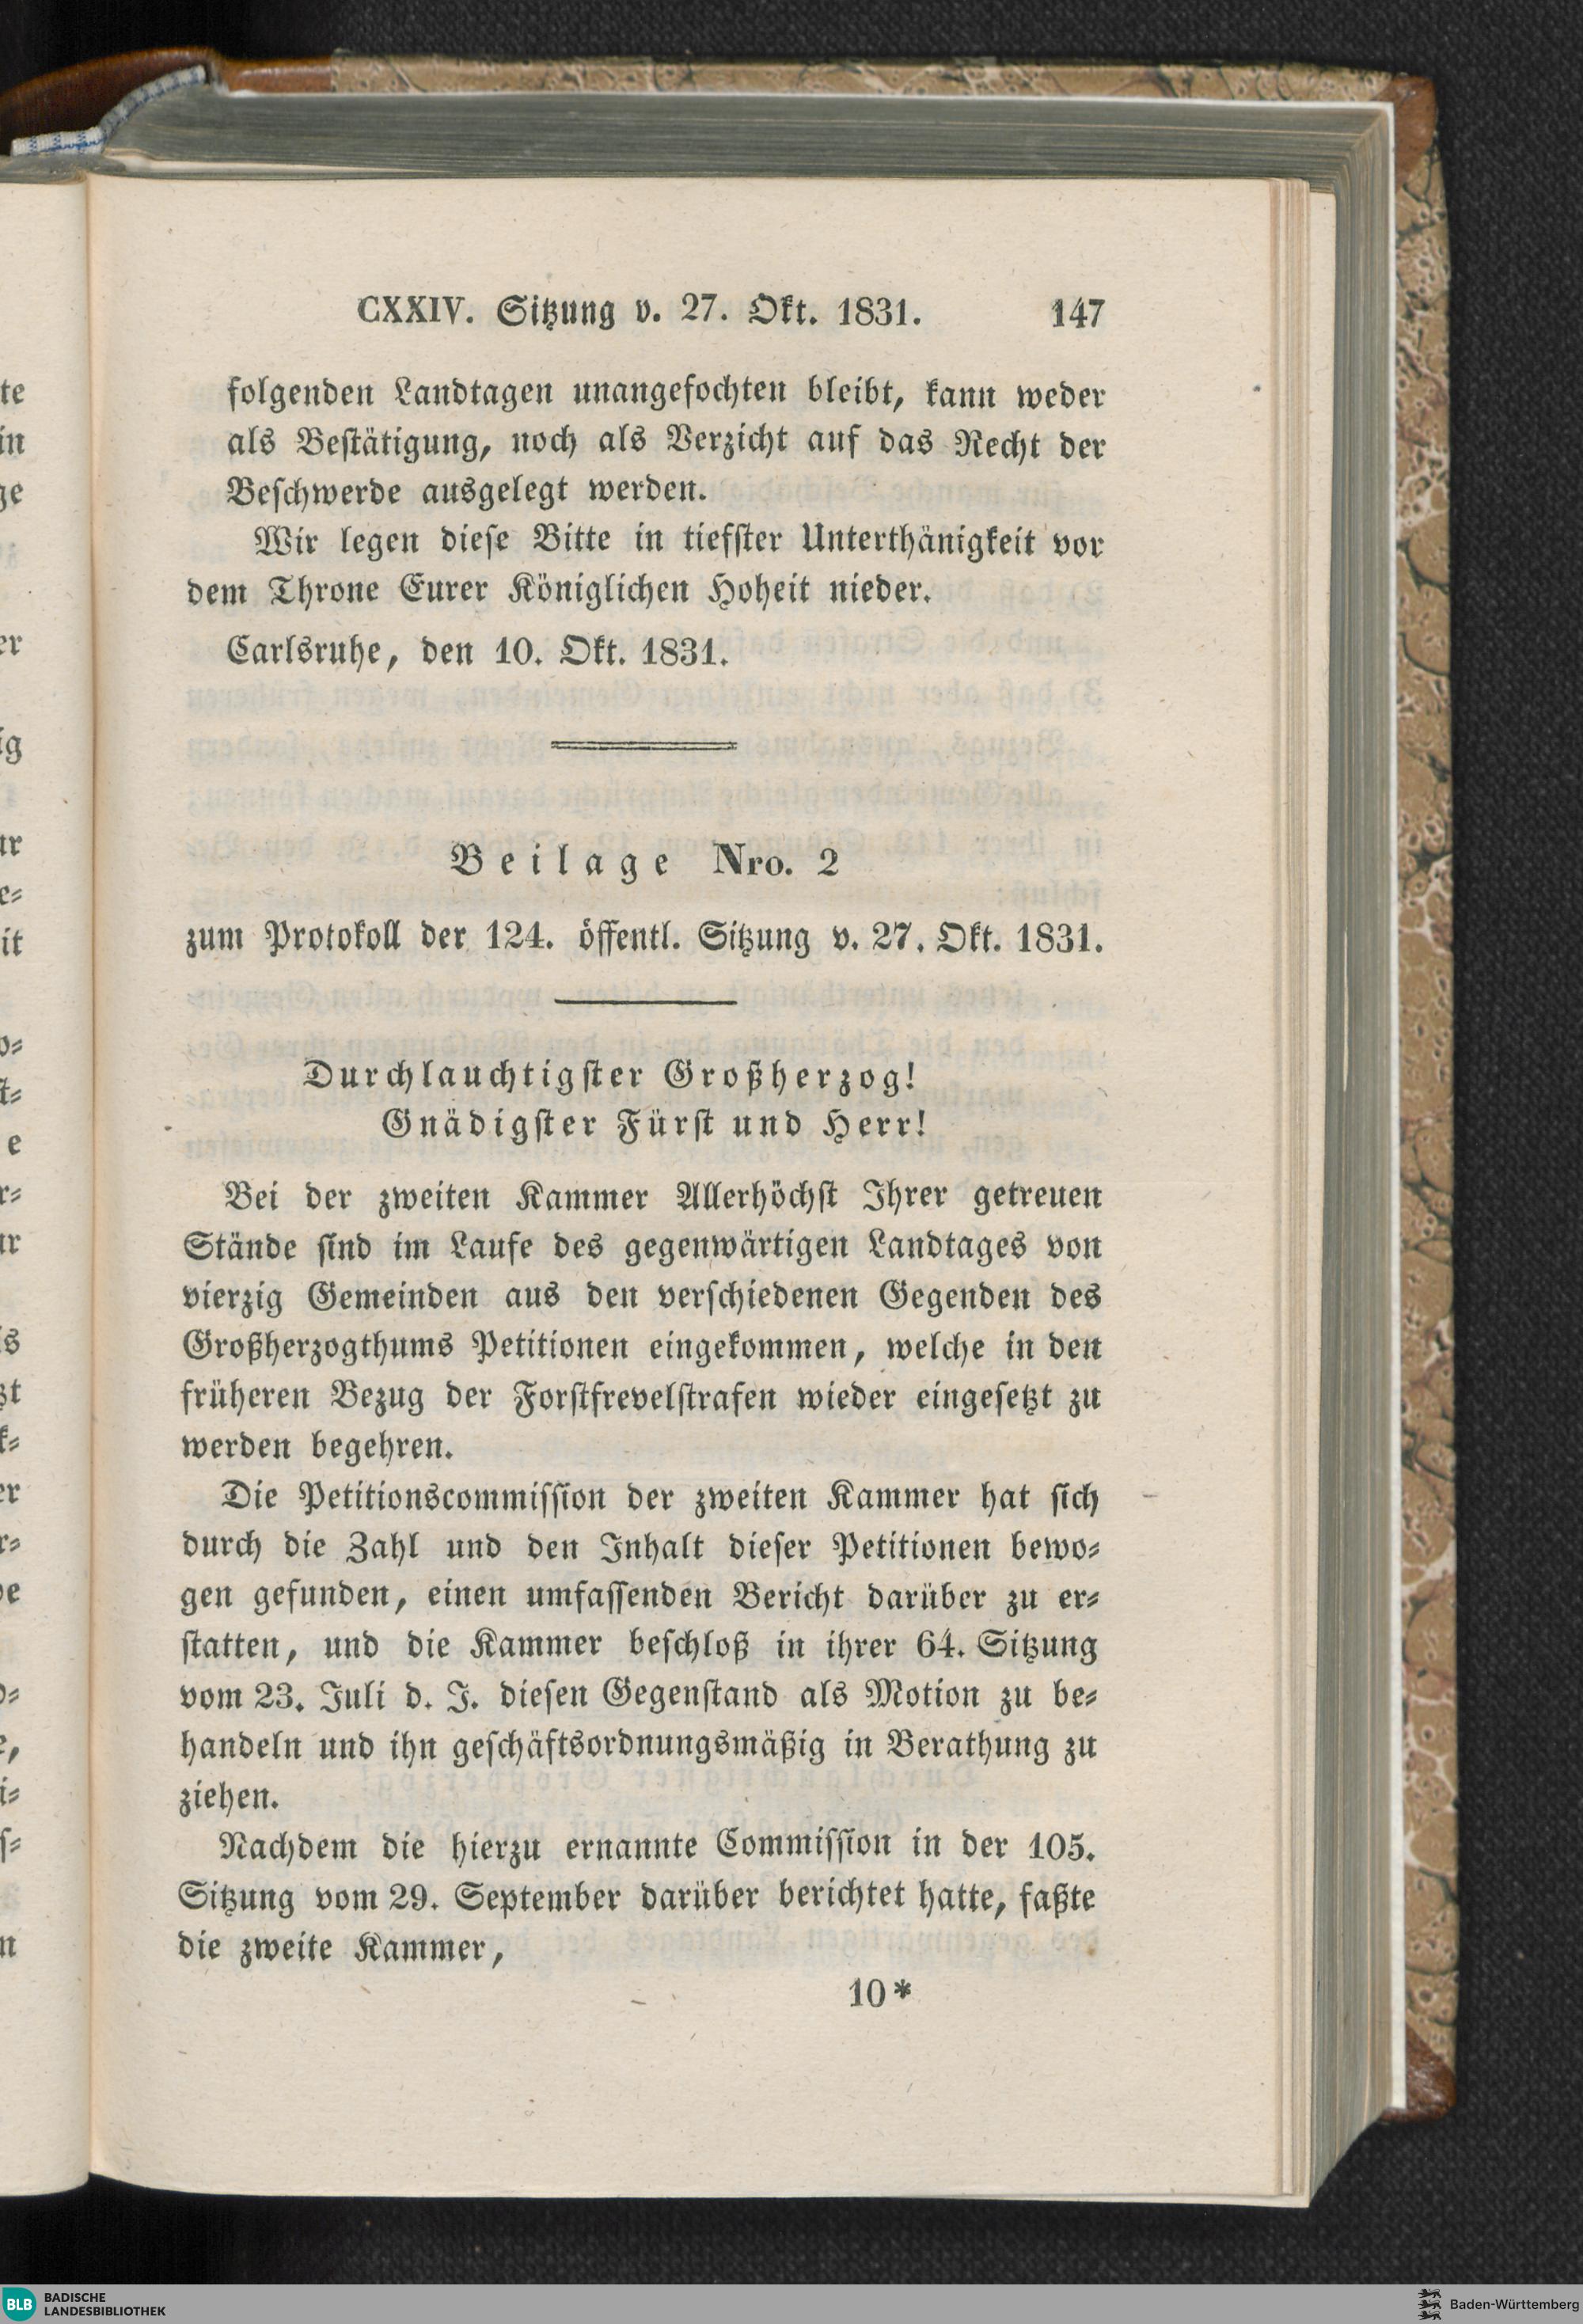 CXXIV. Sitzung v. 27. Okt. 1831. 147
folgenden Landtagen unangefochten bleibt, kann weder
als Bestätigung, noch als Verzicht auf das Recht der
Beschwerde ausgelegt werden.
Wir legen diese Bitte in tiefster Unterthänigkeit vor
dem Throne Eurer Königlichen Hoheit nieder.
Carlsruhe, den 10. Okt. 1831.
Beilage Nro. 2
zum Protokoll der 124. öffentl. Sitzung v. 27. Okt. 1831.
Durchlauchtigster Großherzog!
Gnädigster Fürst und Herr!
Bei der zweiten Kammer Allerhöchst Ihrer getreuen
Stände sind im Laufe des gegenwärtigen Landtages von
vierzig Gemeinden aus den verschiedenen Gegenden des
Großherzogthums Petitionen eingekommen, welche in den
früheren Bezug der Forstfrevelstrafen wieder eingesetzt zu
werden begehren.
Die Petitionscommission der zweiten Kammer hat sich
durch die Zahl und den Inhalt dieser Petitionen bewo-
gen gefunden, einen umfassenden Bericht darüber zu er-
statten, und die Kammer beschloß in ihrer 64. Sitzung
vom 23. Juli d. J. diesen Gegenstand als Motion zu be-
handeln und ihn geschäftsordnungsmäßig in Berathung zu
ziehen.
Nachdem die hierzu ernannte Commission in der 105.
Sitzung vom 29. September darüber berichtet hatte, faßte
die zweite Kammer,
10*
BLB BADISCHE
LANDESBIBLIOTHEK
Baden-Württemberg